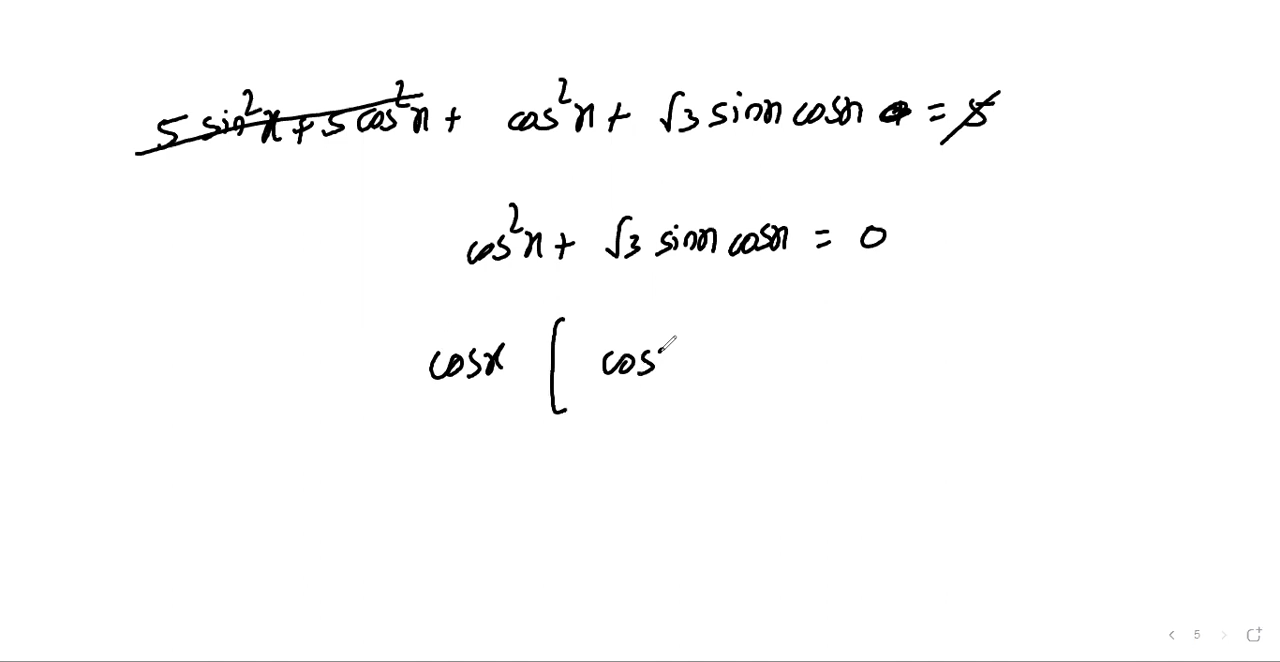 5 sin²x + 5 cos²x + cos²x + √3 sinx cosx = 5
cos²x + √3 sinx cosx = 0
cosx [ cos
5